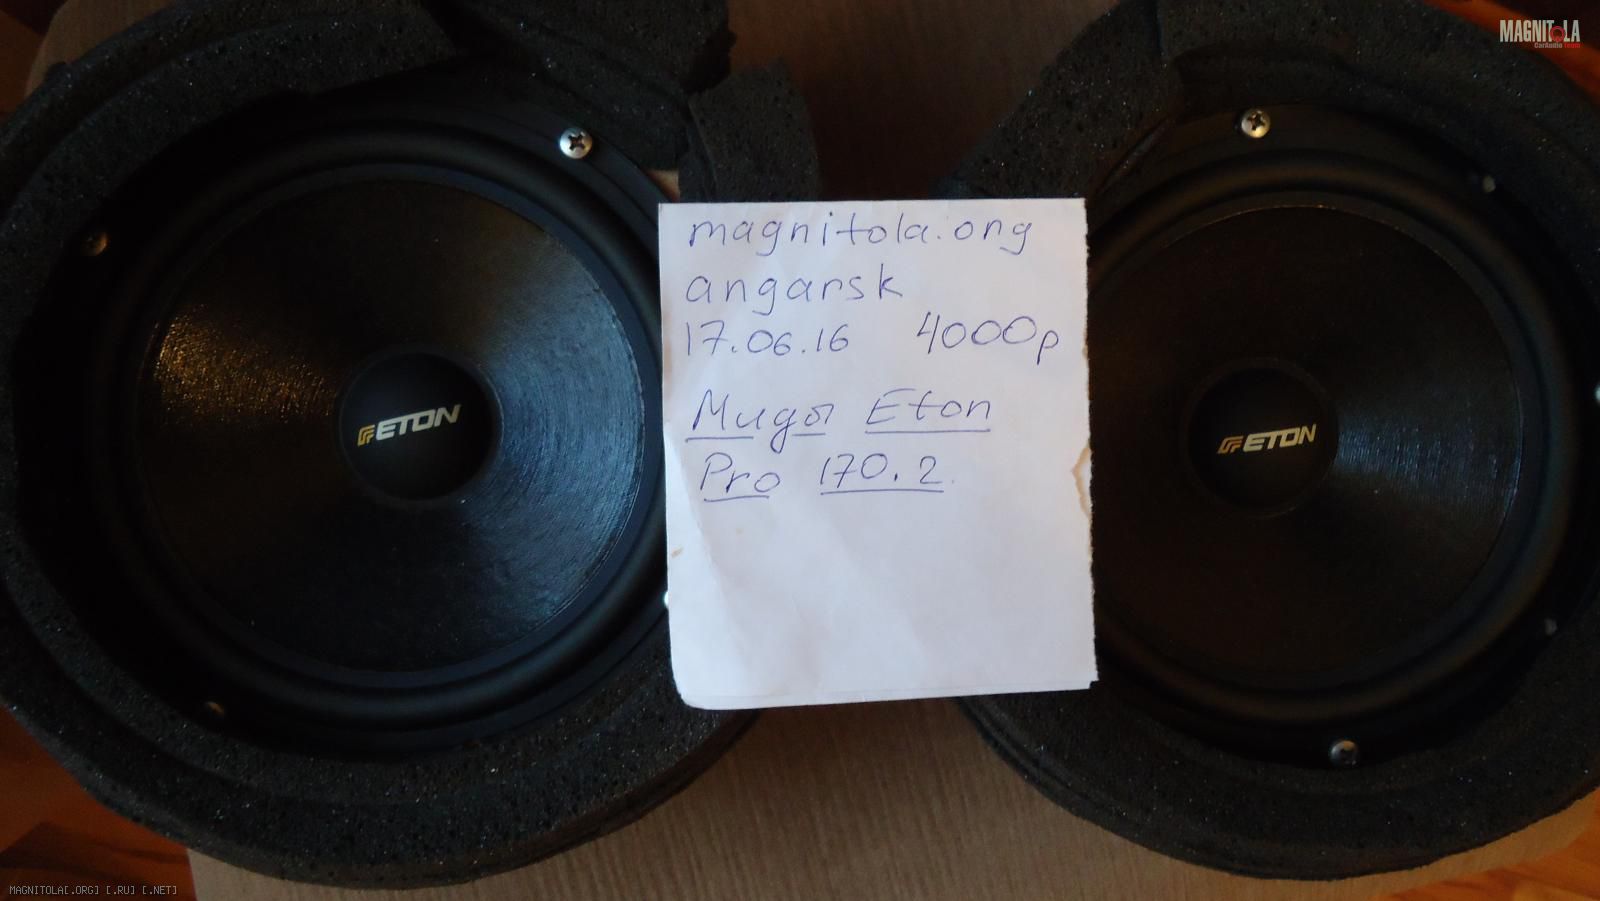 MAGNITOLA
CarAudio Team
magnitola.org
angarsk
17.06.16 4000р
Миды Eton
Pro 170.2.
ETON
ETON
MAGNITOLA[.ORG] [.RU] [.NET]